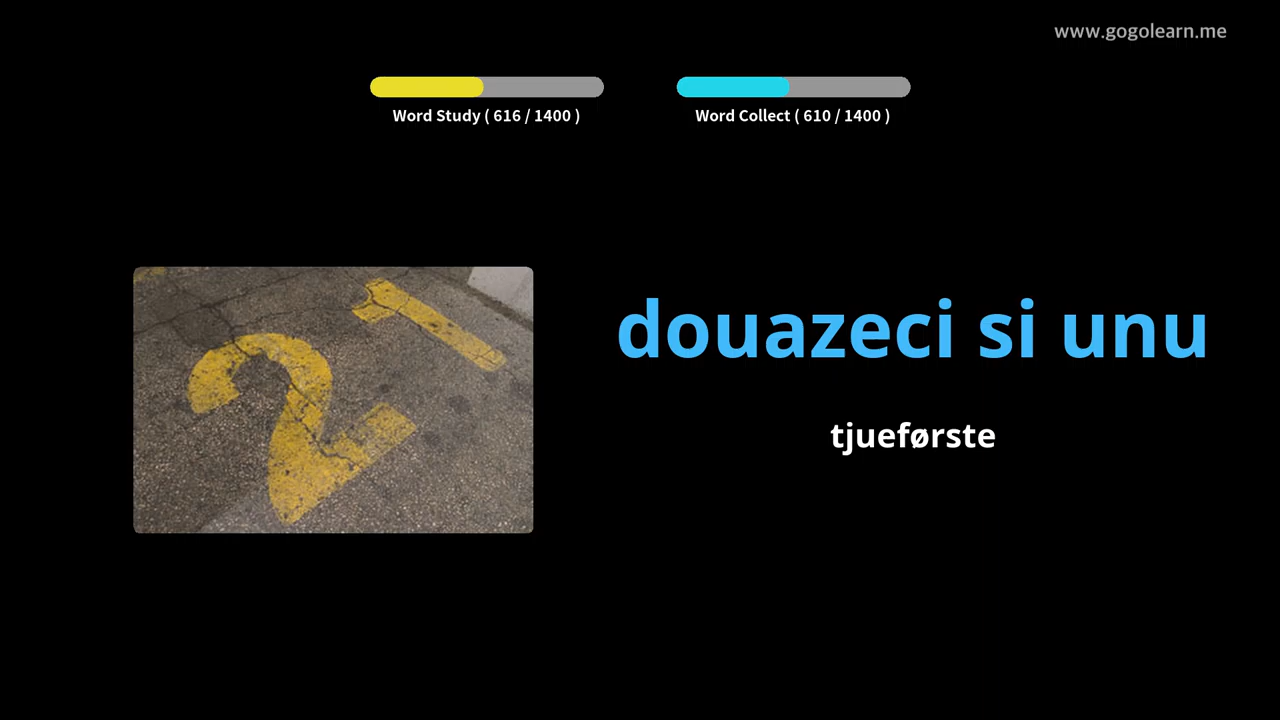 www.gogolearn.me
Word Study ( 616 / 1400 )
Word Collect ( 610 / 1400 )
21
douazeci si unu
tjueførste